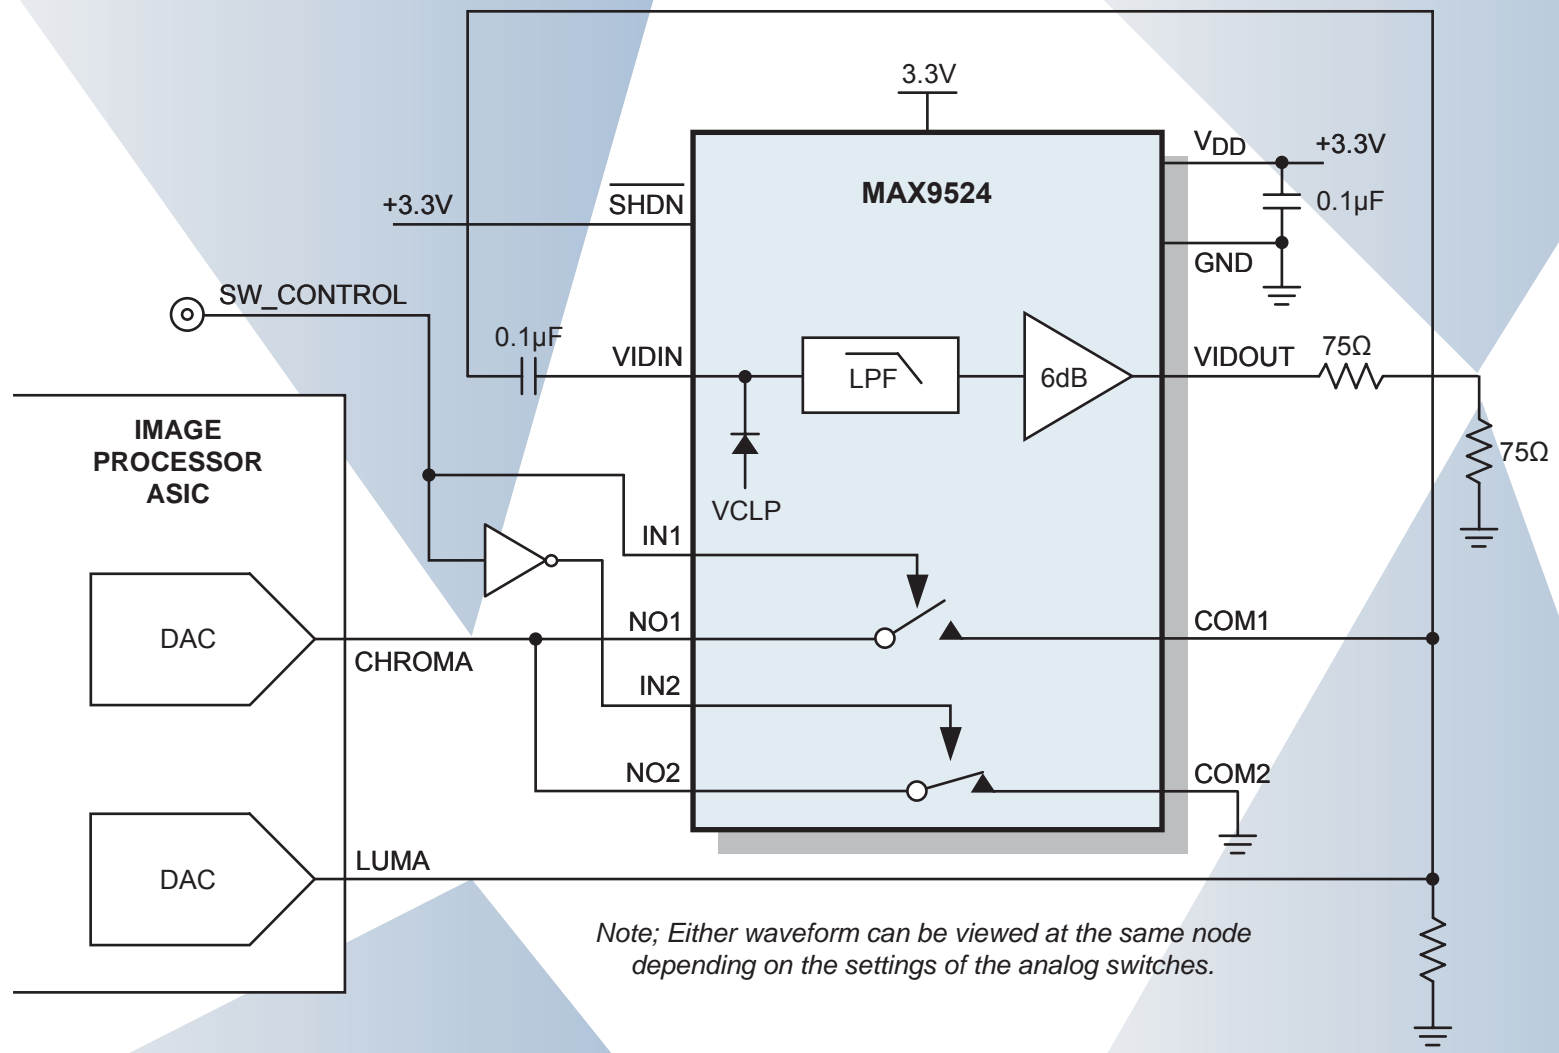 3.3V
V_DD
+3.3V
MAX9524
+3.3V
SHDN
0.1µF
GND
SW_CONTROL
0.1µF
VIDIN
LPF
6dB
VIDOUT
75Ω
75Ω
IMAGE
PROCESSOR
ASIC
VCLP
IN1
DAC
CHROMA
NO1
COM1
IN2
NO2
COM2
DAC
LUMA
Note; Either waveform can be viewed at the same node
depending on the settings of the analog switches.